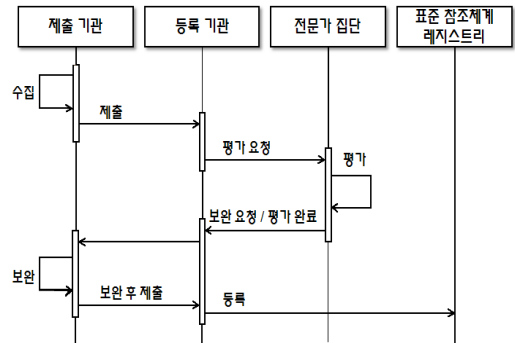 제출 기관
등록 기관
전문가 집단
표준 참조체계
레지스트리
수집
제출
평가 요청
평가
보완 요청 / 평가 완료
보완
보완 후 제출
등록